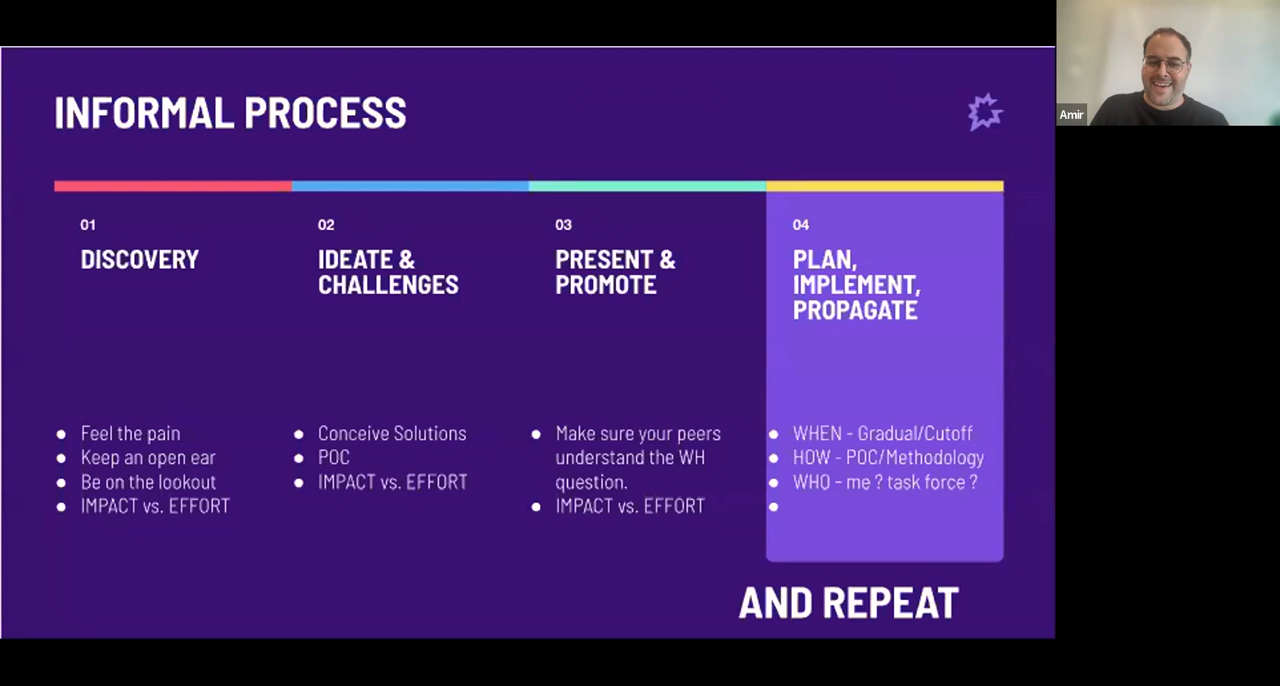 INFORMAL PROCESS
Amir
01
DISCOVERY
● Feel the pain
● Keep an open ear
● Be on the lookout
● IMPACT vs. EFFORT
02
IDEATE &
CHALLENGES
● Conceive Solutions
● POC
● IMPACT vs. EFFORT
03
PRESENT &
PROMOTE
● Make sure your peers
understand the WH
question.
● IMPACT vs. EFFORT
04
PLAN,
IMPLEMENT,
PROPAGATE
● WHEN - Gradual/Cutoff
● HOW - POC/Methodology
● WHO - me ? task force ?
●
AND REPEAT